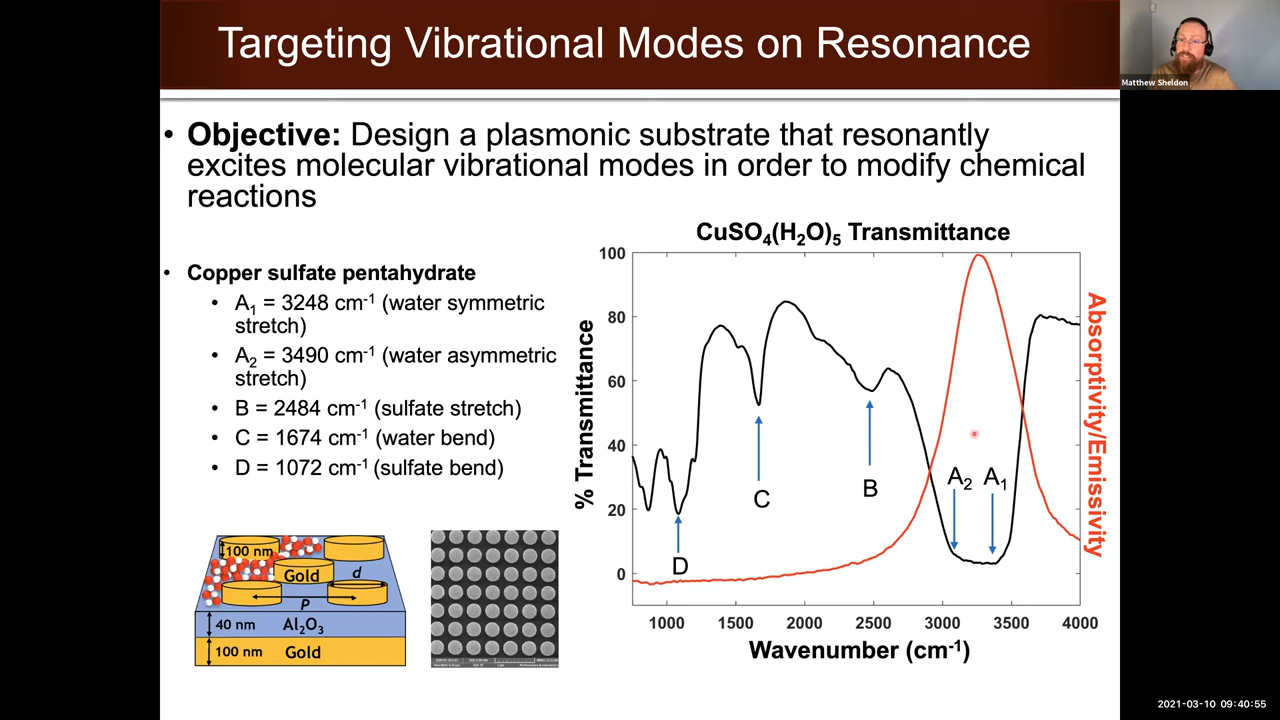 Targeting Vibrational Modes on Resonance
Matthew Sheldon
• Objective: Design a plasmonic substrate that resonantly
excites molecular vibrational modes in order to modify chemical
reactions
• Copper sulfate pentahydrate
• A₁ = 3248 cm⁻¹ (water symmetric
stretch)
• A₂ = 3490 cm⁻¹ (water asymmetric
stretch)
• B = 2484 cm⁻¹ (sulfate stretch)
• C = 1674 cm⁻¹ (water bend)
• D = 1072 cm⁻¹ (sulfate bend)
100 nm
Gold
d
P
40 nm Al₂O₃
100 nm Gold
CuSO₄(H₂O)₅ Transmittance
% Transmittance
100
80
60
40
20
0
D
C
B
A₂ A₁
Absorptivity/Emissivity
1000 1500 2000 2500 3000 3500 4000
Wavenumber (cm⁻¹)
2021-03-10 09:40:55